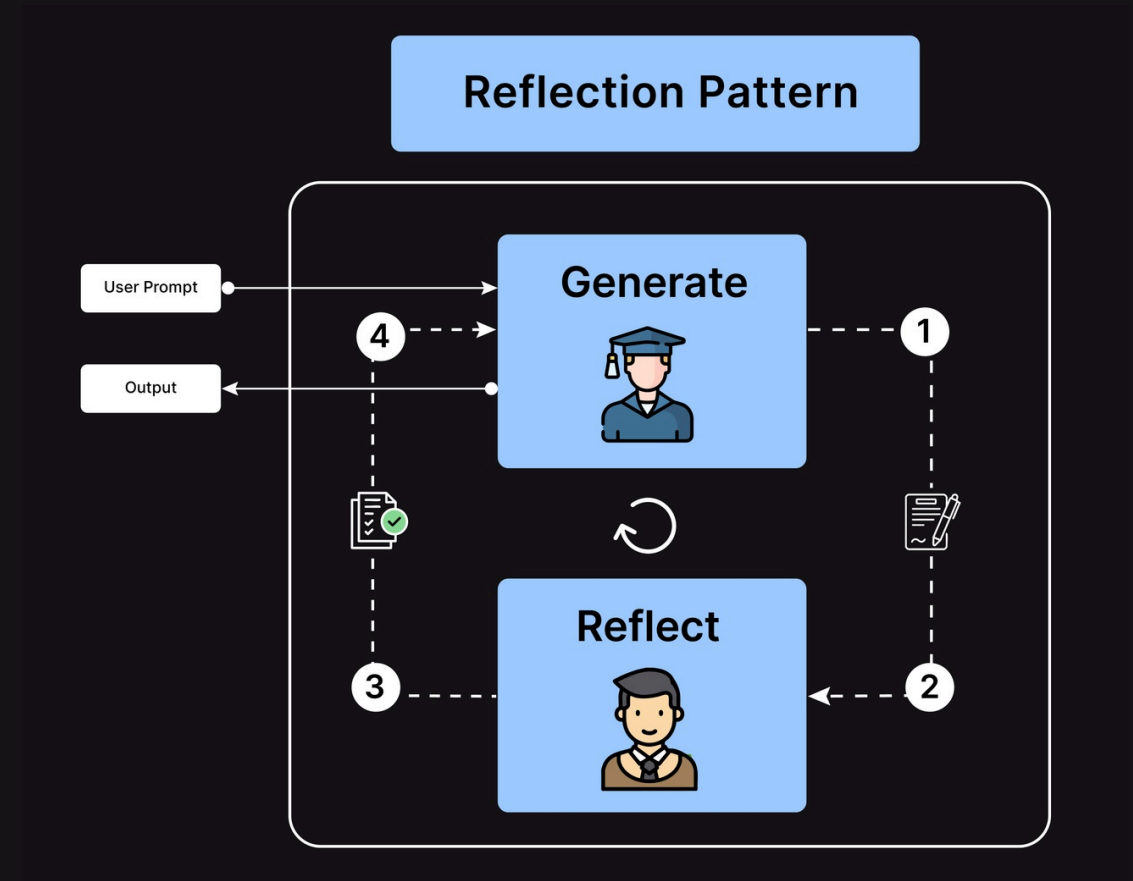 Reflection Pattern
Generate
User Prompt
4
1
Output
Reflect
3
2